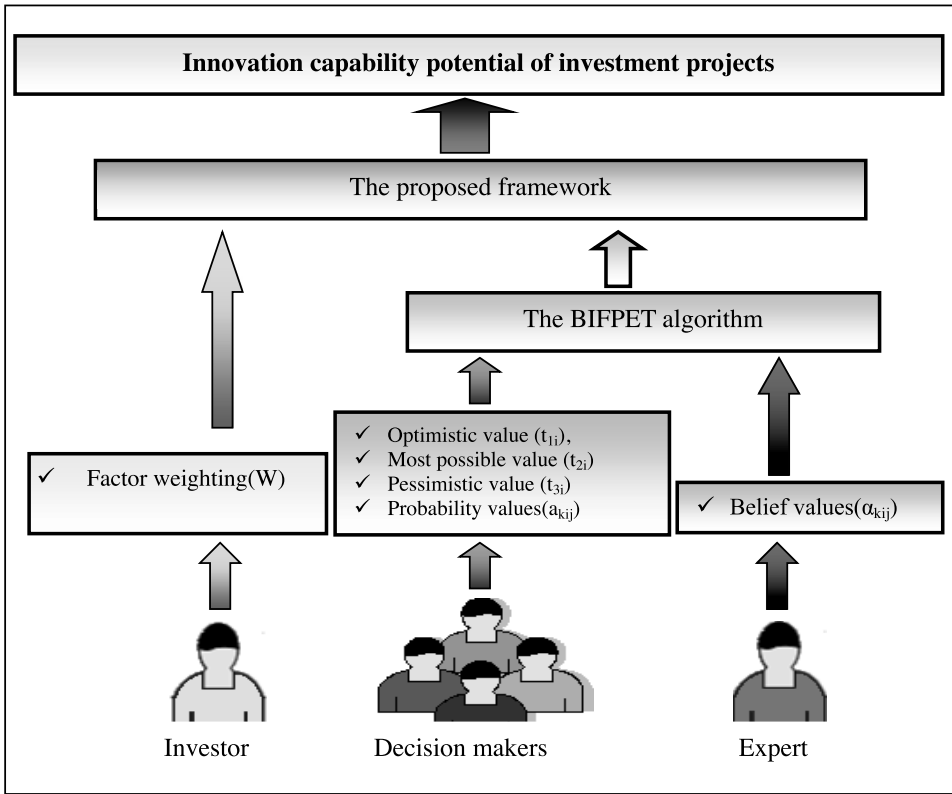 Innovation capability potential of investment projects
The proposed framework
The BIFPET algorithm
✓ Factor weighting(W)
✓ Optimistic value (t₁ᵢ),
✓ Most possible value (t₂ᵢ)
✓ Pessimistic value (t₃ᵢ)
✓ Probability values(aₖᵢⱼ)
✓ Belief values(αₖᵢⱼ)
Investor
Decision makers
Expert